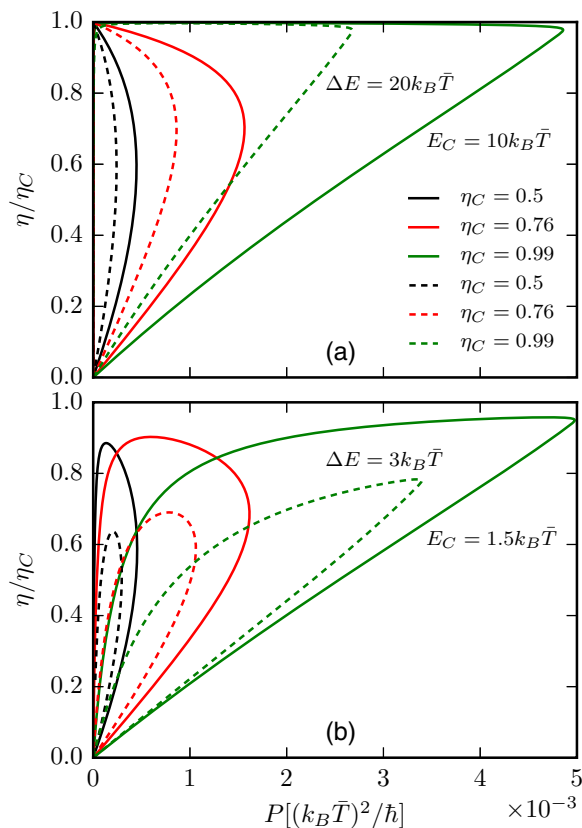 1.0
0.8
0.6
0.4
0.2
0.0
η/η_C
ΔE = 20k_B T̄
E_C = 10k_B T̄
η_C = 0.5
η_C = 0.76
η_C = 0.99
η_C = 0.5
η_C = 0.76
η_C = 0.99
(a)
1.0
0.8
0.6
0.4
0.2
0.0
η/η_C
ΔE = 3k_B T̄
E_C = 1.5k_B T̄
(b)
0 1 2 3 4 5
P[(k_B T̄)²/ħ]
×10⁻³